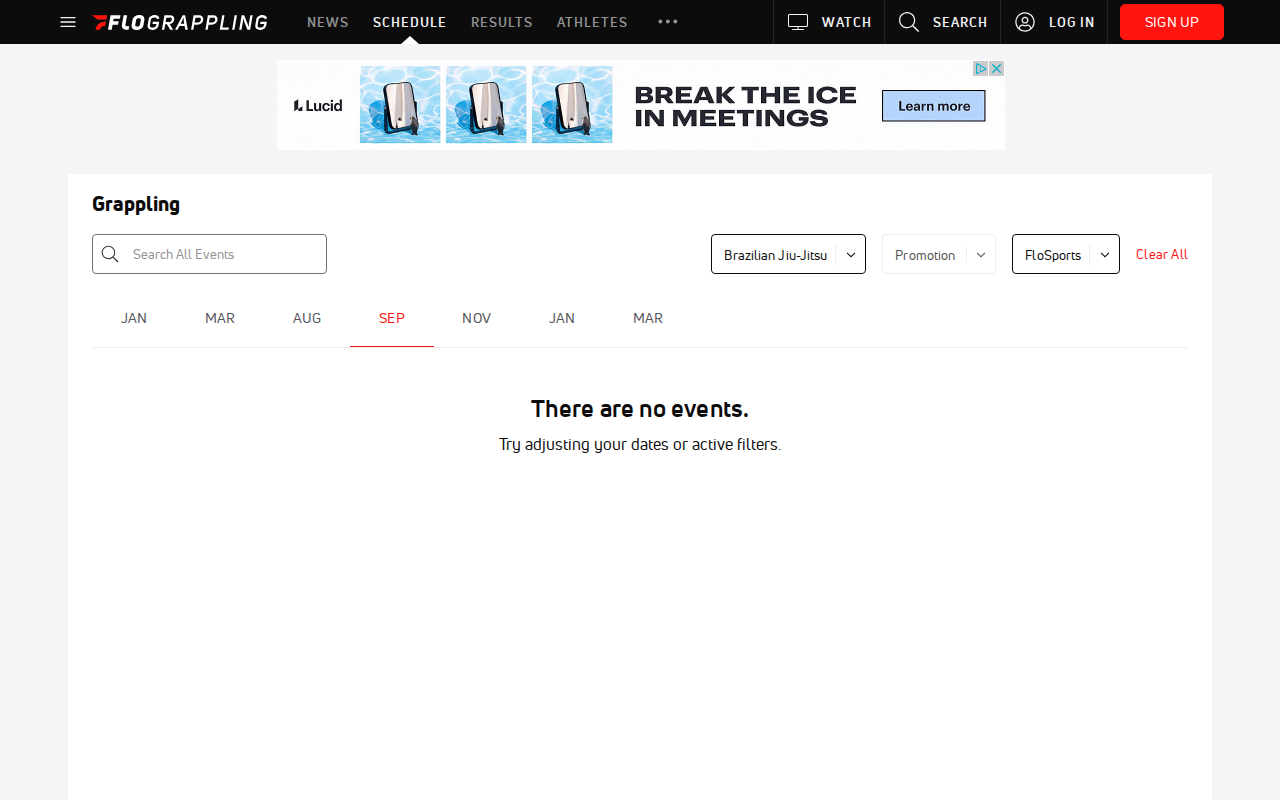 FLOGRAPPLING NEWS SCHEDULE RESULTS ATHLETES WATCH SEARCH LOG IN SIGN UP
Lucid BREAK THE ICE
IN MEETINGS Learn more
Grappling
Search All Events Brazilian Jiu-Jitsu Promotion FloSports Clear All
JAN MAR AUG SEP NOV JAN MAR
There are no events.
Try adjusting your dates or active filters.